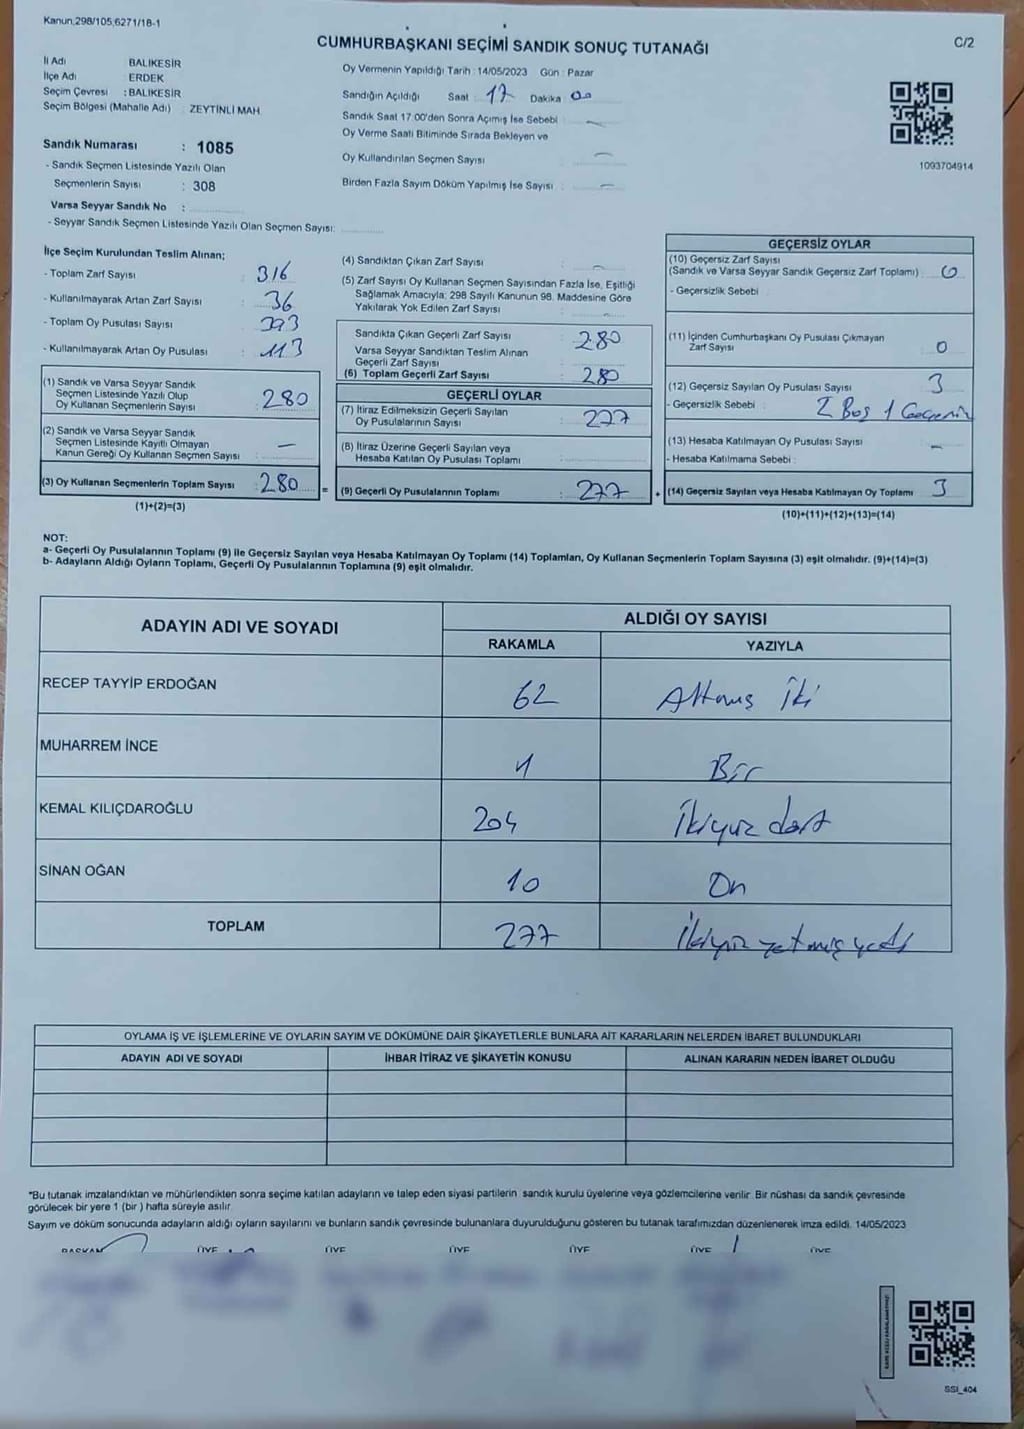 Kanun,298/105,6271/18-1
C/2
CUMHURBAŞKANI SEÇİMİ SANDIK SONUÇ TUTANAĞI
İl Adı BALIKESİR
İlçe Adı ERDEK
Seçim Çevresi : BALIKESİR
Seçim Bölgesi (Mahalle Adı) : ZEYTİNLİ MAH.
Oy Vermenin Yapıldığı Tarih : 14/05/2023 Gün : Pazar
Sandığın Açıldığı Saat 17 Dakika 00
Sandık Saat 17.00'den Sonra Açımış İse Sebebi :
Oy Verme Saati Bitiminde Sırada Bekleyen ve
Oy Kullandırılan Seçmen Sayısı
Birden Fazla Sayım Döküm Yapılmış İse Sayısı :
1093704914
Sandık Numarası : 1085
- Sandık Seçmen Listesinde Yazılı Olan
Seçmenlerin Sayısı : 308
Varsa Seyyar Sandık No :
- Seyyar Sandık Seçmen Listesinde Yazılı Olan Seçmen Sayısı:
İlçe Seçim Kurulundan Teslim Alınan;
- Toplam Zarf Sayısı : 316
- Kullanılmayarak Artan Zarf Sayısı : 36
- Toplam Oy Pusulası Sayısı : 393
- Kullanılmayarak Artan Oy Pusulası : 113
(1) Sandık ve Varsa Seyyar Sandık
Seçmen Listesinde Yazılı Olup
Oy Kullanan Seçmenlerin Sayısı : 280
(2) Sandık ve Varsa Seyyar Sandık
Seçmen Listesinde Kayıtlı Olmayan
Kanun Gereği Oy Kullanan Seçmen Sayısı : —
(3) Oy Kullanan Seçmenlerin Toplam Sayısı : 280 =
(1)+(2)=(3)
(4) Sandıktan Çıkan Zarf Sayısı :
(5) Zarf Sayısı Oy Kullanan Seçmen Sayısından Fazla İse, Eşitliği
Sağlamak Amacıyla; 298 Sayılı Kanunun 98. Maddesine Göre
Yakılarak Yok Edilen Zarf Sayısı :
Sandıkta Çıkan Geçerli Zarf Sayısı : 280
Varsa Seyyar Sandıktan Teslim Alınan
Geçerli Zarf Sayısı :
(6) Toplam Geçerli Zarf Sayısı : 280
GEÇERLİ OYLAR
(7) İtiraz Edilmeksizin Geçerli Sayılan
Oy Pusulalarının Sayısı : 277
(8) İtiraz Üzerine Geçerli Sayılan veya
Hesaba Katılan Oy Pusulası Toplamı :
(9) Geçerli Oy Pusulalarının Toplamı : 277 +
GEÇERSİZ OYLAR
(10) Geçersiz Zarf Sayısı
(Sandık ve Varsa Seyyar Sandık Geçersiz Zarf Toplamı) : 0
- Geçersizlik Sebebi :
(11) İçinden Cumhurbaşkanı Oy Pusulası Çıkmayan
Zarf Sayısı : 0
(12) Geçersiz Sayılan Oy Pusulası Sayısı : 3
- Geçersizlik Sebebi : 2 Boş 1 Geçersiz
(13) Hesaba Katılmayan Oy Pusulası Sayısı : —
- Hesaba Katılmama Sebebi :
(14) Geçersiz Sayılan veya Hesaba Katılmayan Oy Toplamı : 3
(10)+(11)+(12)+(13)=(14)
NOT:
a- Geçerli Oy Pusulalarının Toplamı (9) ile Geçersiz Sayılan veya Hesaba Katılmayan Oy Toplamı (14) Toplamları, Oy Kullanan Seçmenlerin Toplam Sayısına (3) eşit olmalıdır. (9)+(14)=(3)
b- Adayların Aldığı Oyların Toplamı, Geçerli Oy Pusulalarının Toplamına (9) eşit olmalıdır.
ADAYIN ADI VE SOYADI
ALDIĞI OY SAYISI
RAKAMLA YAZIYLA
RECEP TAYYİP ERDOĞAN 62 Altmış İki
MUHARREM İNCE 1 Bir
KEMAL KILIÇDAROĞLU 204 İkiyüz dört
SİNAN OĞAN 10 On
TOPLAM 277 İkiyüz yetmiş yedi
OYLAMA İŞ VE İŞLEMLERİNE VE OYLARIN SAYIM VE DÖKÜMÜNE DAİR ŞİKAYETLERLE BUNLARA AİT KARARLARIN NELERDEN İBARET BULUNDUKLARI
ADAYIN ADI VE SOYADI İHBAR İTİRAZ VE ŞİKAYETİN KONUSU ALINAN KARARIN NEDEN İBARET OLDUĞU
*Bu tutanak imzalandıktan ve mühürlendikten sonra seçime katılan adayların ve talep eden siyasi partilerin sandık kurulu üyelerine veya gözlemcilerine verilir. Bir nüshası da sandık çevresinde
görülecek bir yere 1 (bir ) hafta süreyle asılır.
Sayım ve döküm sonucunda adayların aldığı oyların sayılarını ve bunların sandık çevresinde bulunanlara duyurulduğunu gösteren bu tutanak tarafımızdan düzenlenerek imza edildi. 14/05/2023
BAŞKAN ÜYE ÜYE ÜYE ÜYE ÜYE ÜYE
SSI_404